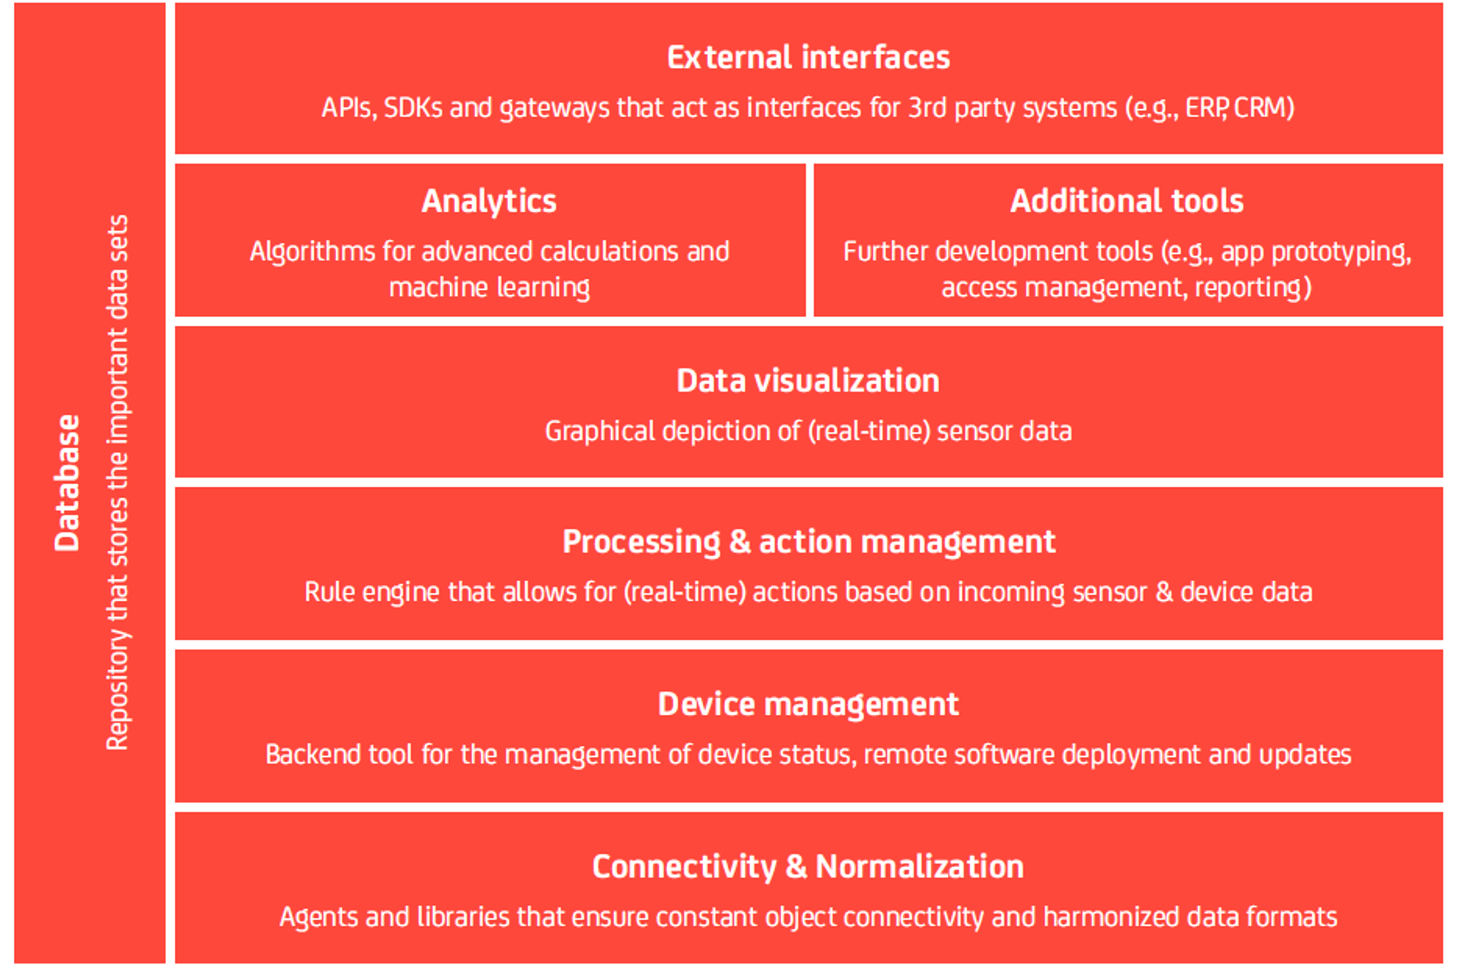 Database
Repository that stores the important data sets
External interfaces
APIs, SDKs and gateways that act as interfaces for 3rd party systems (e.g., ERP, CRM)
Analytics
Algorithms for advanced calculations and
machine learning
Additional tools
Further development tools (e.g., app prototyping,
access management, reporting)
Data visualization
Graphical depiction of (real-time) sensor data
Processing & action management
Rule engine that allows for (real-time) actions based on incoming sensor & device data
Device management
Backend tool for the management of device status, remote software deployment and updates
Connectivity & Normalization
Agents and libraries that ensure constant object connectivity and harmonized data formats